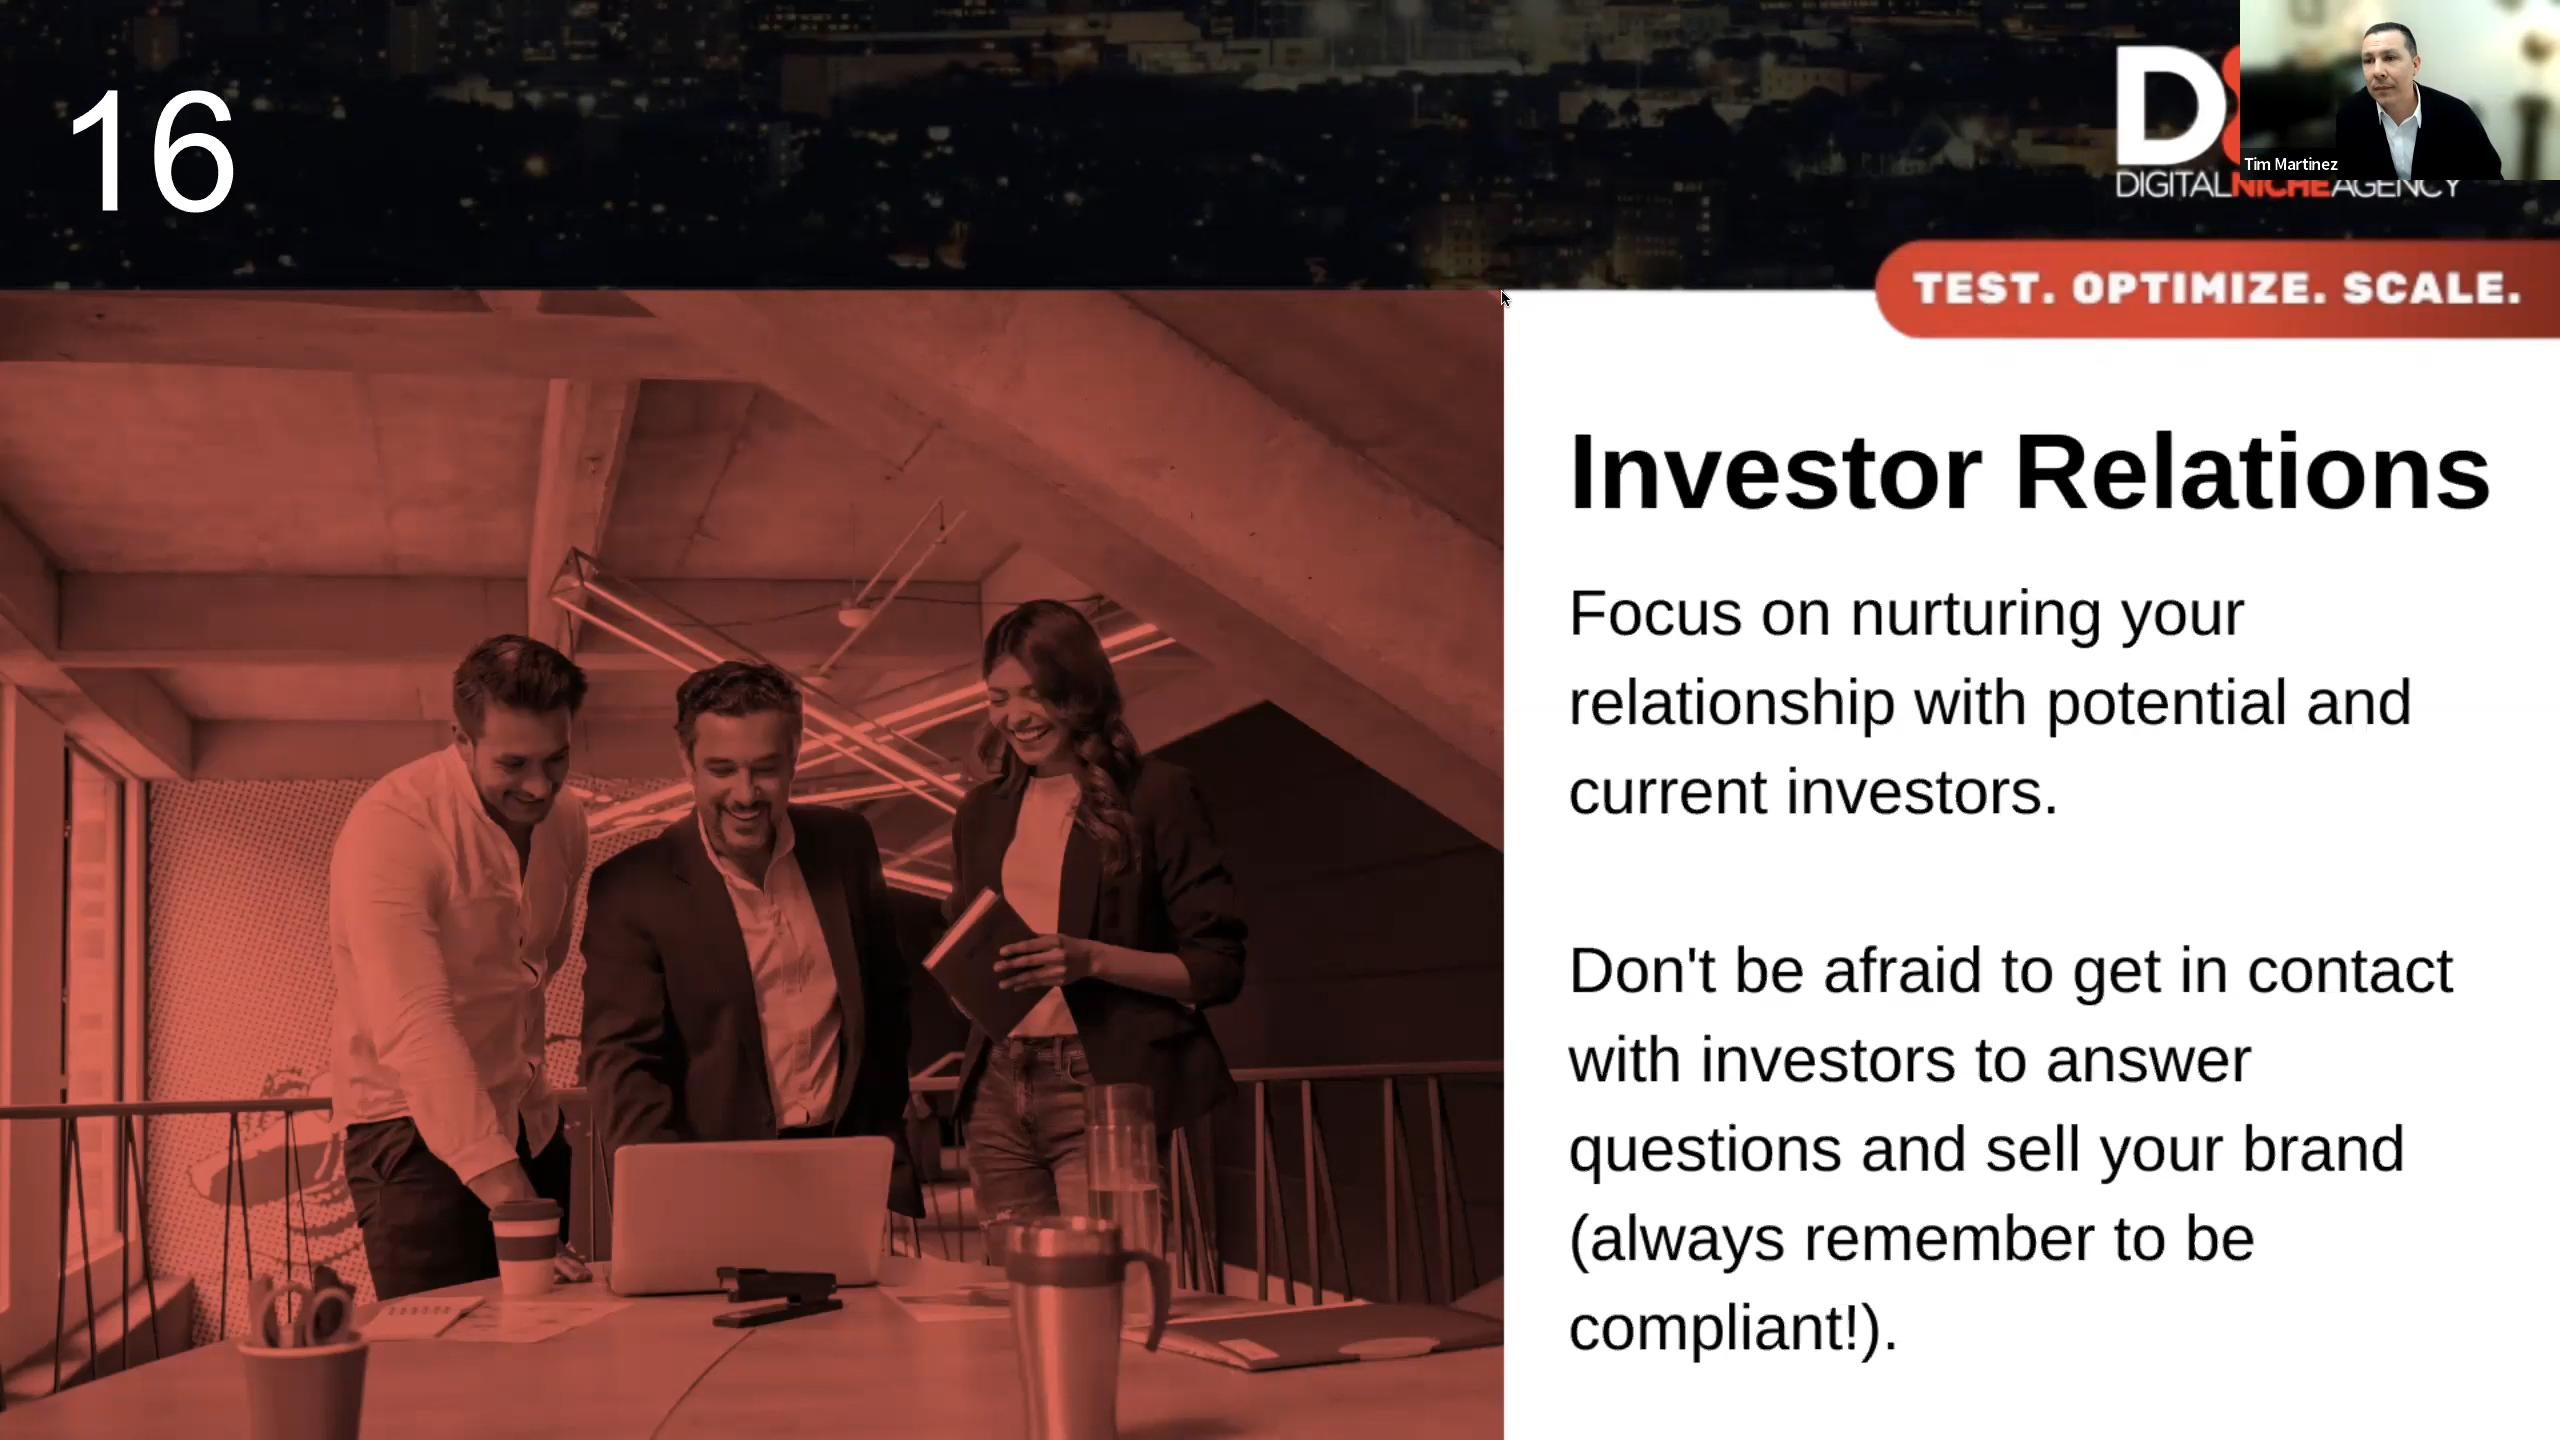 16
D
Tim Martinez
DIGITALNICHEAGENCY
TEST. OPTIMIZE. SCALE.
Investor Relations
Focus on nurturing your
relationship with potential and
current investors.
Don't be afraid to get in contact
with investors to answer
questions and sell your brand
(always remember to be
compliant!).